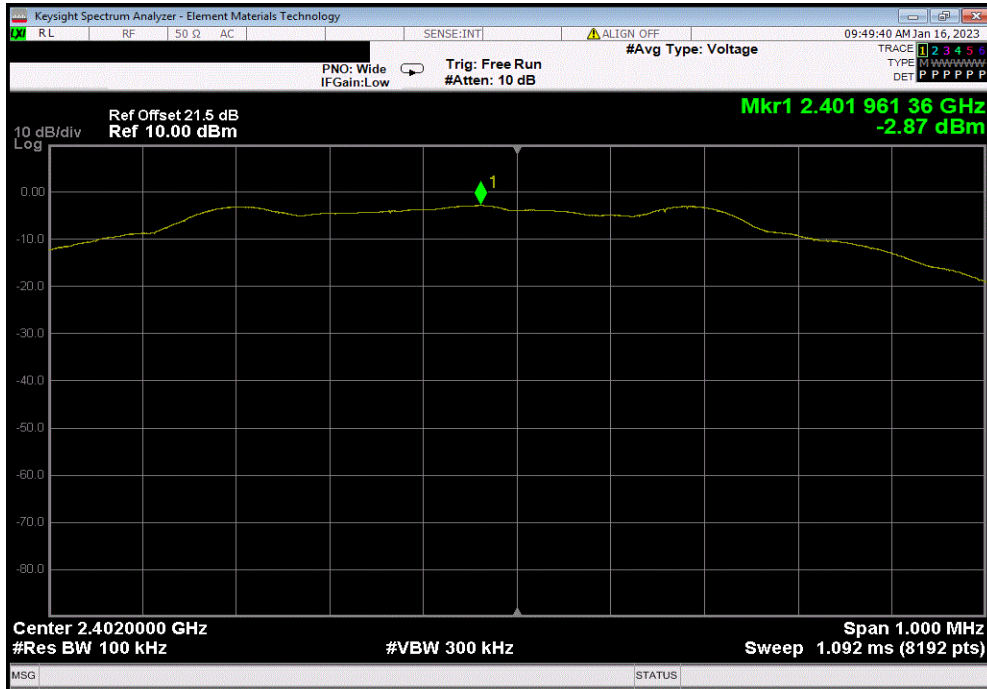 Keysight Spectrum Analyzer - Element Materials Technology
LXI RL RF 50 Ω AC SENSE:INT ALIGN OFF 09:49:40 AM Jan 16, 2023
#Avg Type: Voltage TRACE 1 2 3 4 5 6
PNO: Wide Trig: Free Run TYPE M WWWWW
IFGain:Low #Atten: 10 dB DET P P P P P P
Mkr1 2.401 961 36 GHz
-2.87 dBm
Ref Offset 21.5 dB
10 dB/div Ref 10.00 dBm
Log
1
0.00
-10.0
-20.0
-30.0
-40.0
-50.0
-60.0
-70.0
-80.0
Center 2.4020000 GHz Span 1.000 MHz
#Res BW 100 kHz #VBW 300 kHz Sweep 1.092 ms (8192 pts)
MSG STATUS